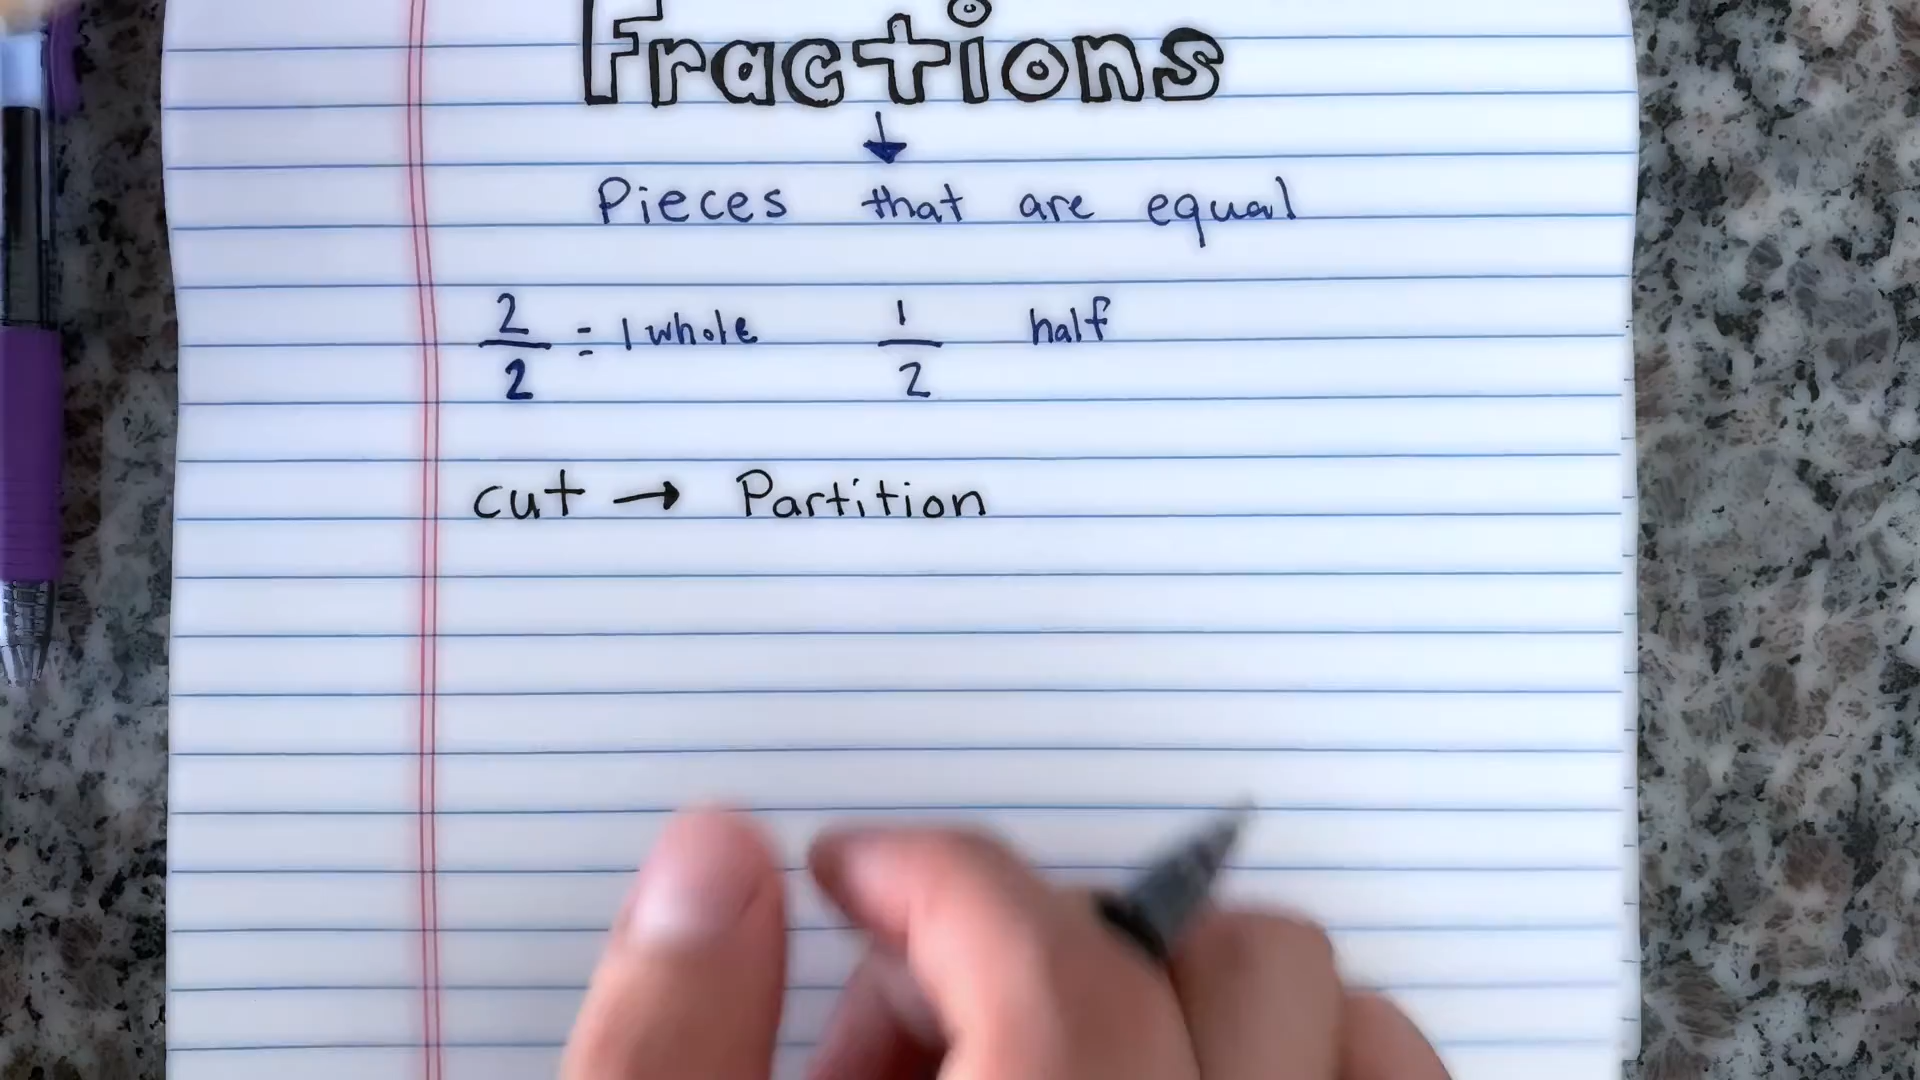 Fractions
Pieces that are equal
2/2 = 1 whole 1/2 half
cut → Partition